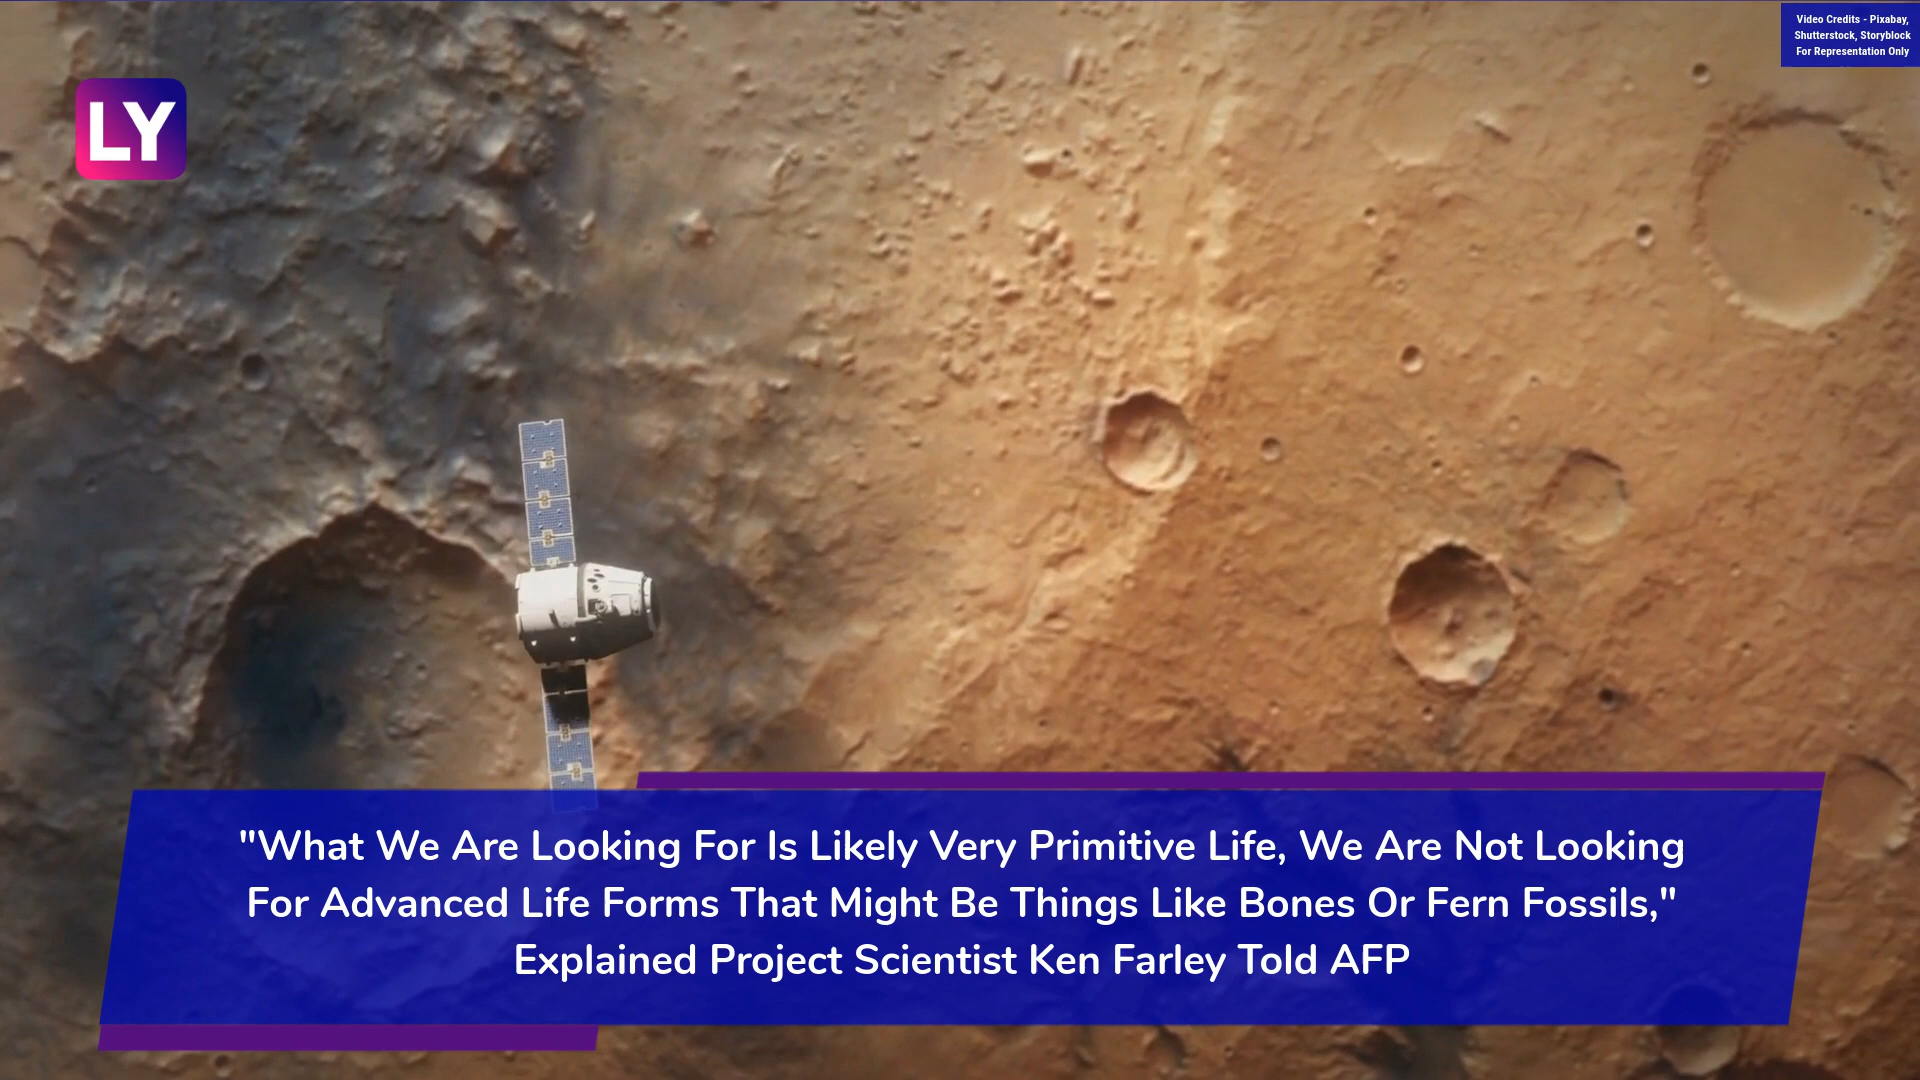 Video Credits - Pixabay,
Shutterstock, Storyblock
For Representation Only
LY
"What We Are Looking For Is Likely Very Primitive Life, We Are Not Looking
For Advanced Life Forms That Might Be Things Like Bones Or Fern Fossils,"
Explained Project Scientist Ken Farley Told AFP